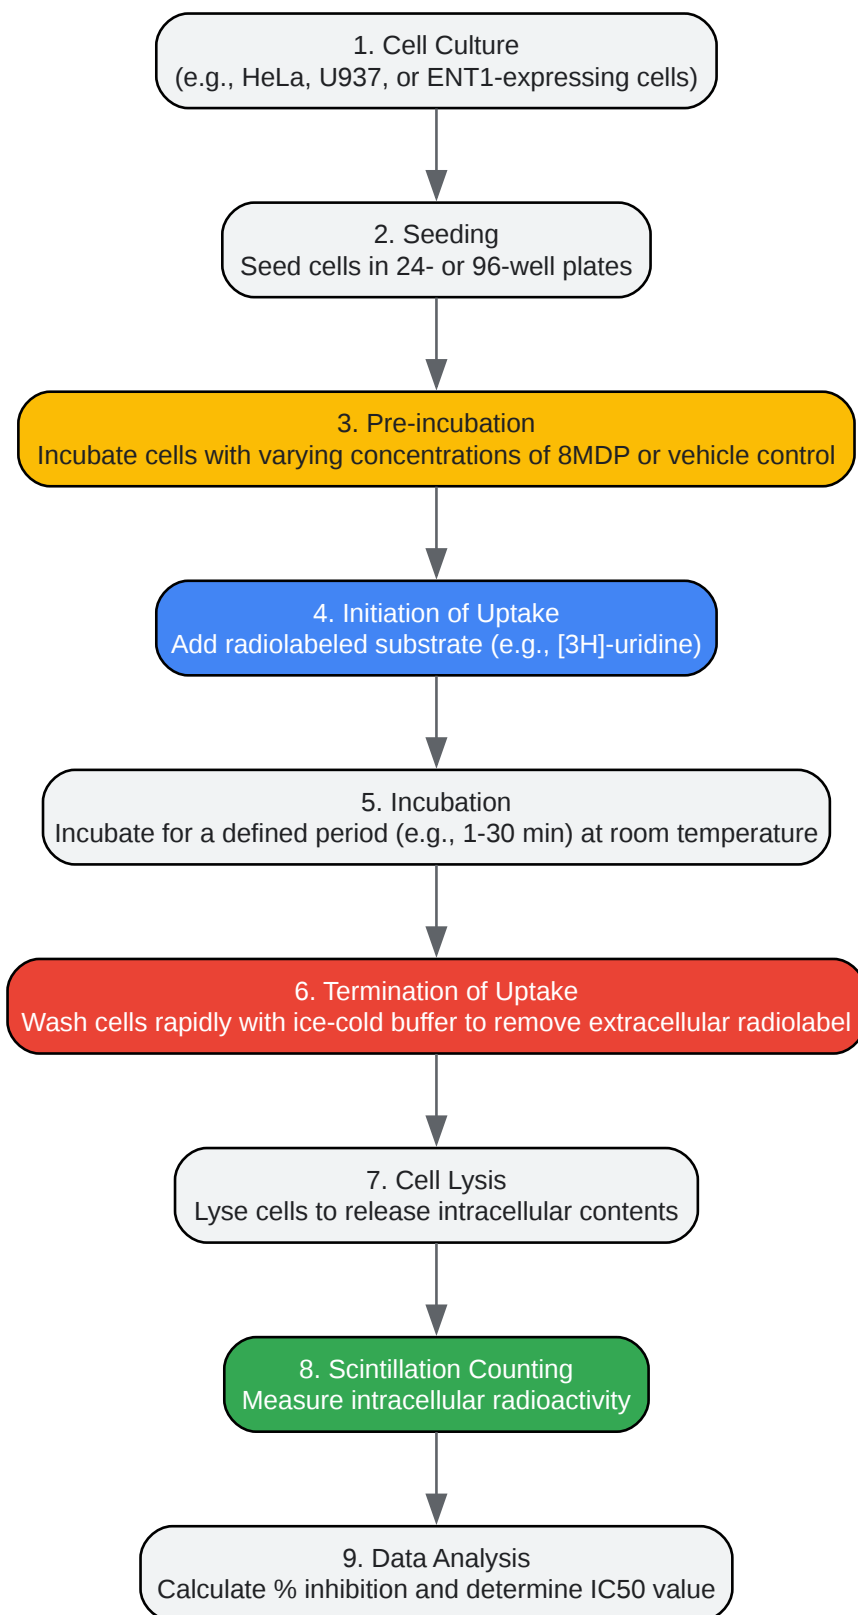 1. Cell Culture
(e.g., HeLa, U937, or ENT1-expressing cells)
2. Seeding
Seed cells in 24- or 96-well plates
3. Pre-incubation
Incubate cells with varying concentrations of 8MDP or vehicle control
4. Initiation of Uptake
Add radiolabeled substrate (e.g., [3H]-uridine)
5. Incubation
Incubate for a defined period (e.g., 1-30 min) at room temperature
6. Termination of Uptake
Wash cells rapidly with ice-cold buffer to remove extracellular radiolabel
7. Cell Lysis
Lyse cells to release intracellular contents
8. Scintillation Counting
Measure intracellular radioactivity
9. Data Analysis
Calculate % inhibition and determine IC50 value